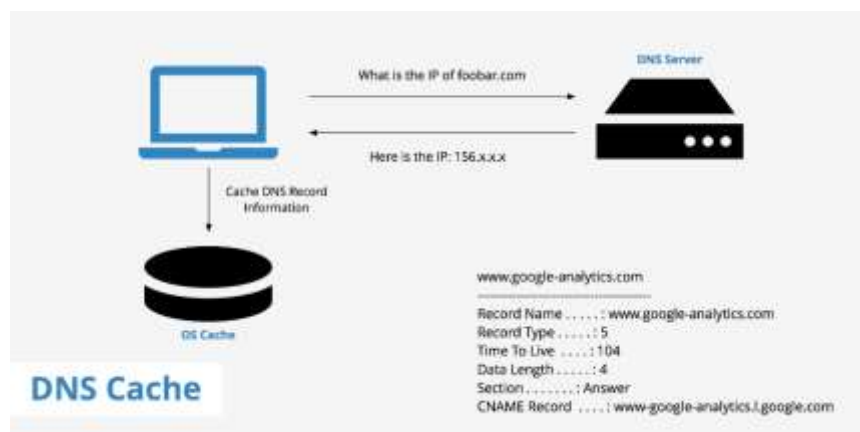 DNS Server
What is the IP of foobar.com
Here is the IP: 156.x.x.x
Cache DNS Record
Information
OS Cache
DNS Cache
www.google-analytics.com
----------------------------------------
Record Name . . . . . : www.google-analytics.com
Record Type . . . . . : 5
Time To Live . . . . : 104
Data Length . . . . . : 4
Section . . . . . . . : Answer
CNAME Record . . . . : www-google-analytics.l.google.com